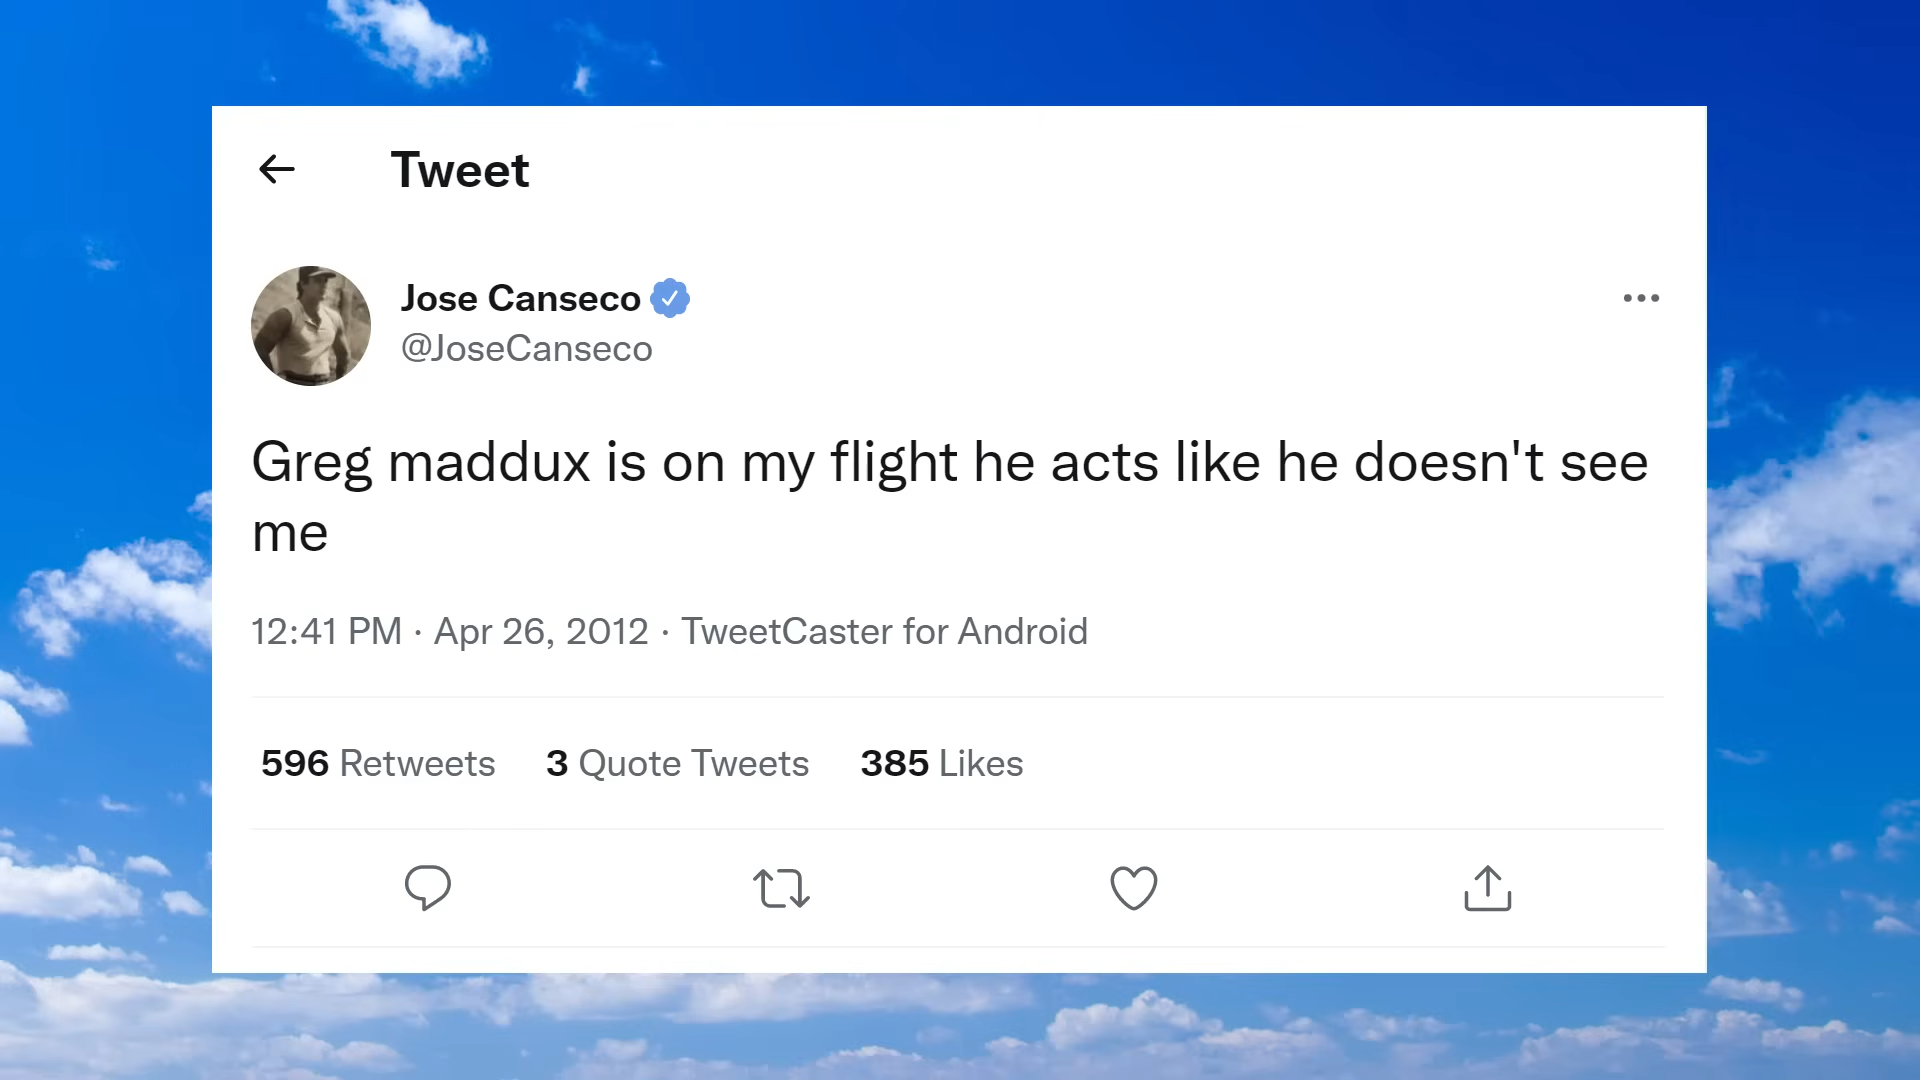 Tweet
Jose Canseco
@JoseCanseco
Greg maddux is on my flight he acts like he doesn't see
me
12:41 PM · Apr 26, 2012 · TweetCaster for Android
596 Retweets 3 Quote Tweets 385 Likes